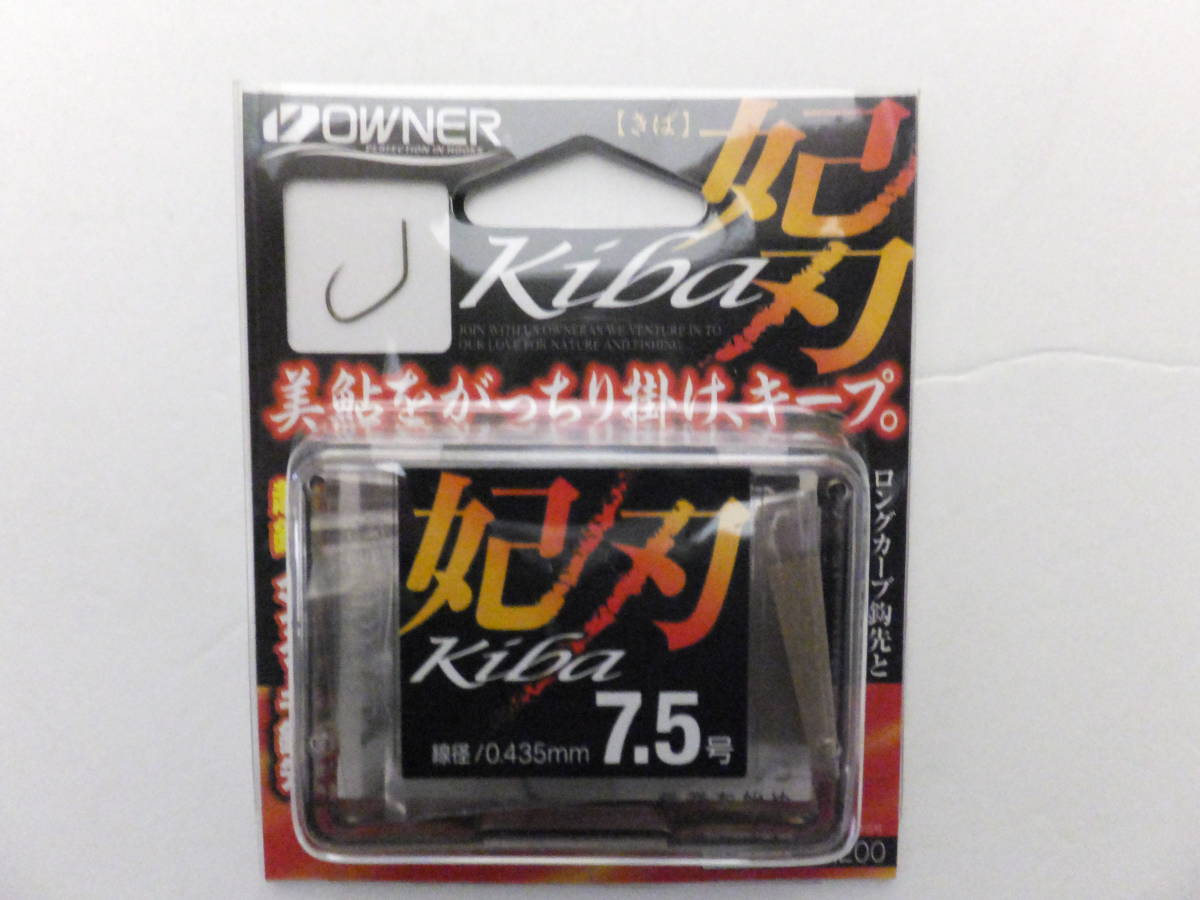 OWNER
PERFECTION IN HOOKS
【きば】
妃刃
Kiba
JOIN WITH US OWNER AS WE VENTURE IN TO
OUR LOVE FOR NATURE AND FISHING.
美鮎をがっちり掛け、キープ。
ロングカーブ鈎先と
妃刃
Kiba
線径/0.435mm 7.5号